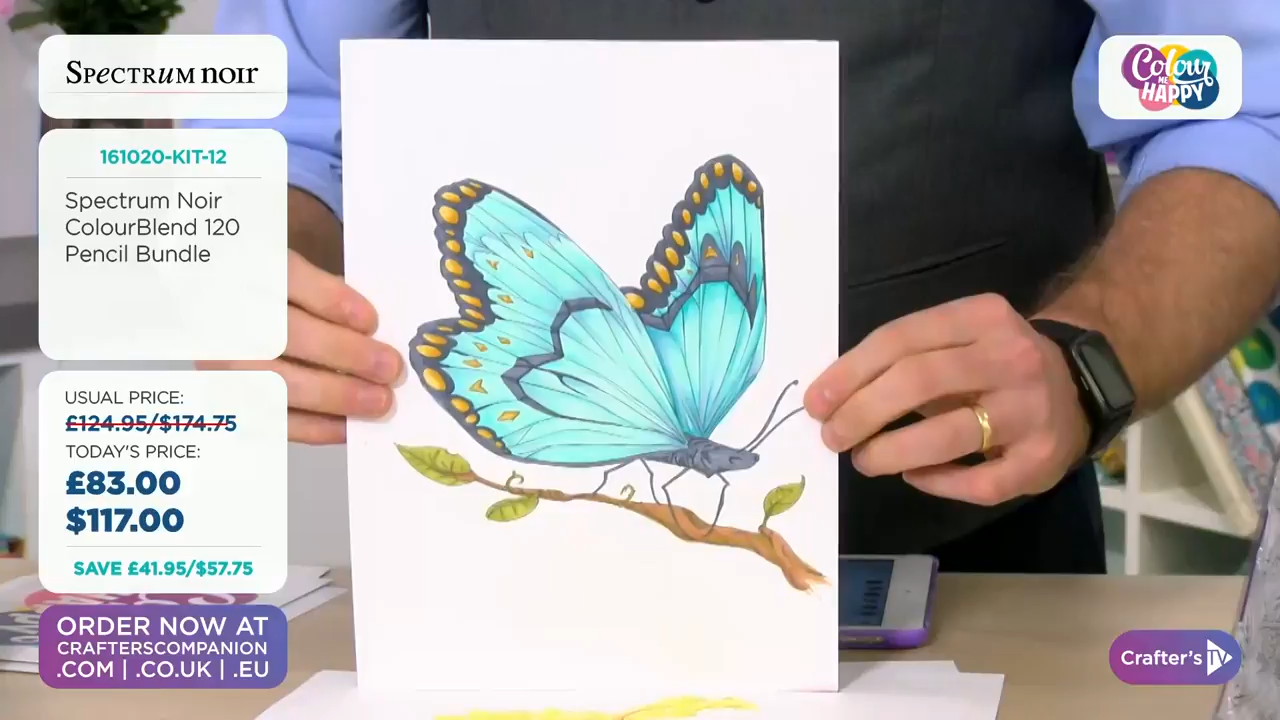 SPECTRUM NOIR
161020-KIT-12
Spectrum Noir
ColourBlend 120
Pencil Bundle
USUAL PRICE:
£124.95/$174.75
TODAY'S PRICE:
£83.00
$117.00
SAVE £41.95/$57.75
ORDER NOW AT
CRAFTERSCOMPANION
.COM | .CO.UK | .EU
Colour
ME
HAPPY
Crafter's TV